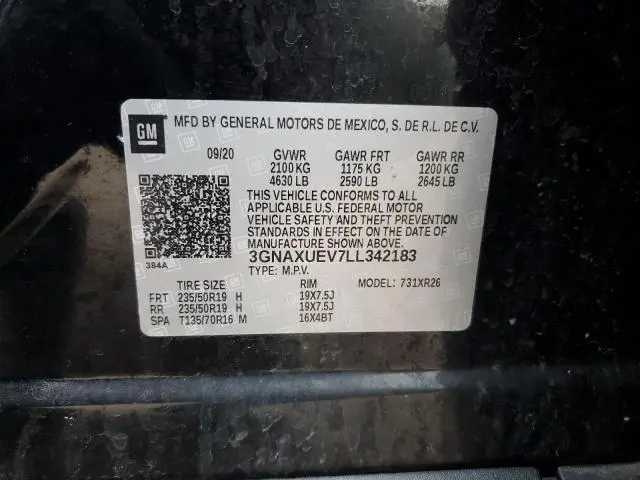 GM MFD BY GENERAL MOTORS DE MEXICO, S. DE R.L. DE C.V.
09/20 GVWR GAWR FRT GAWR RR
2100 KG 1175 KG 1200 KG
4630 LB 2590 LB 2645 LB
THIS VEHICLE CONFORMS TO ALL
APPLICABLE U.S. FEDERAL MOTOR
VEHICLE SAFETY AND THEFT PREVENTION
STANDARDS IN EFFECT ON THE DATE OF
MANUFACTURE SHOWN ABOVE.
384A 3GNAXUEV7LL342183
TYPE: M.P.V. MODEL: 731XR26
TIRE SIZE RIM
FRT 235/50R19 H 19X7.5J
RR 235/50R19 H 19X7.5J
SPA T135/70R16 M 16X4BT